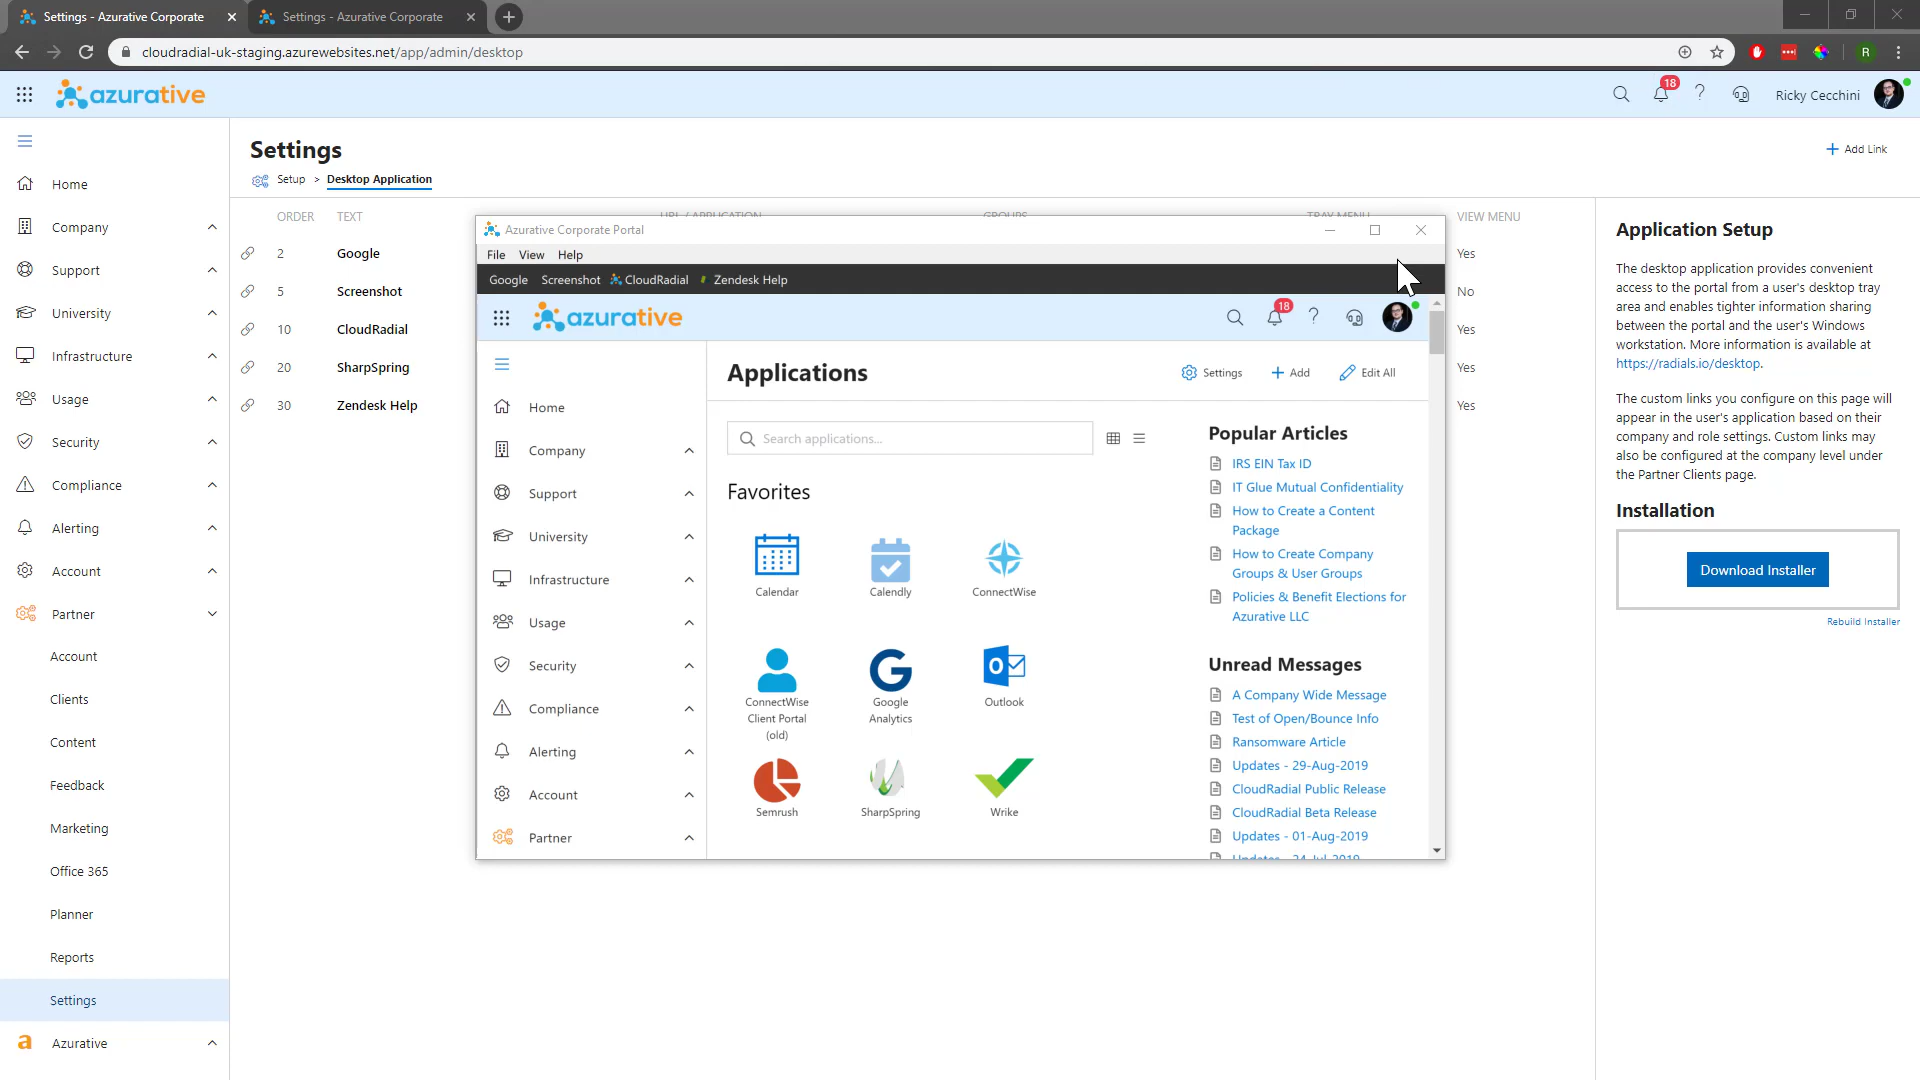 Settings - Azurative Corporate
Settings - Azurative Corporate
cloudradial-uk-staging.azurewebsites.net/app/admin/desktop
R
azurative
18
Ricky Cecchini
Home
Company
Support
University
Infrastructure
Usage
Security
Compliance
Alerting
Account
Partner
Account
Clients
Content
Feedback
Marketing
Office 365
Planner
Reports
Settings
Azurative
Settings
Setup > Desktop Application
+ Add Link
ORDER TEXT URL / APPLICATION GROUPS TRAY MENU VIEW MENU
2 Google Yes
5 Screenshot No
10 CloudRadial Yes
20 SharpSpring Yes
30 Zendesk Help Yes
Azurative Corporate Portal
File View Help
Google Screenshot CloudRadial Zendesk Help
azurative
18
Home
Company
Support
University
Infrastructure
Usage
Security
Compliance
Alerting
Account
Partner
Applications
Settings + Add Edit All
Search applications...
Favorites
Calendar
Calendly
ConnectWise
ConnectWise
Client Portal
(old)
Google
Analytics
Outlook
Semrush
SharpSpring
Wrike
Popular Articles
IRS EIN Tax ID
IT Glue Mutual Confidentiality
How to Create a Content
Package
How to Create Company
Groups & User Groups
Policies & Benefit Elections for
Azurative LLC
Unread Messages
A Company Wide Message
Test of Open/Bounce Info
Ransomware Article
Updates - 29-Aug-2019
CloudRadial Public Release
CloudRadial Beta Release
Updates - 01-Aug-2019
Updates - 24-Jul-2019
Application Setup
The desktop application provides convenient
access to the portal from a user's desktop tray
area and enables tighter information sharing
between the portal and the user's Windows
workstation. More information is available at
https://radials.io/desktop.
The custom links you configure on this page will
appear in the user's application based on their
company and role settings. Custom links may
also be configured at the company level under
the Partner Clients page.
Installation
Download Installer
Rebuild Installer